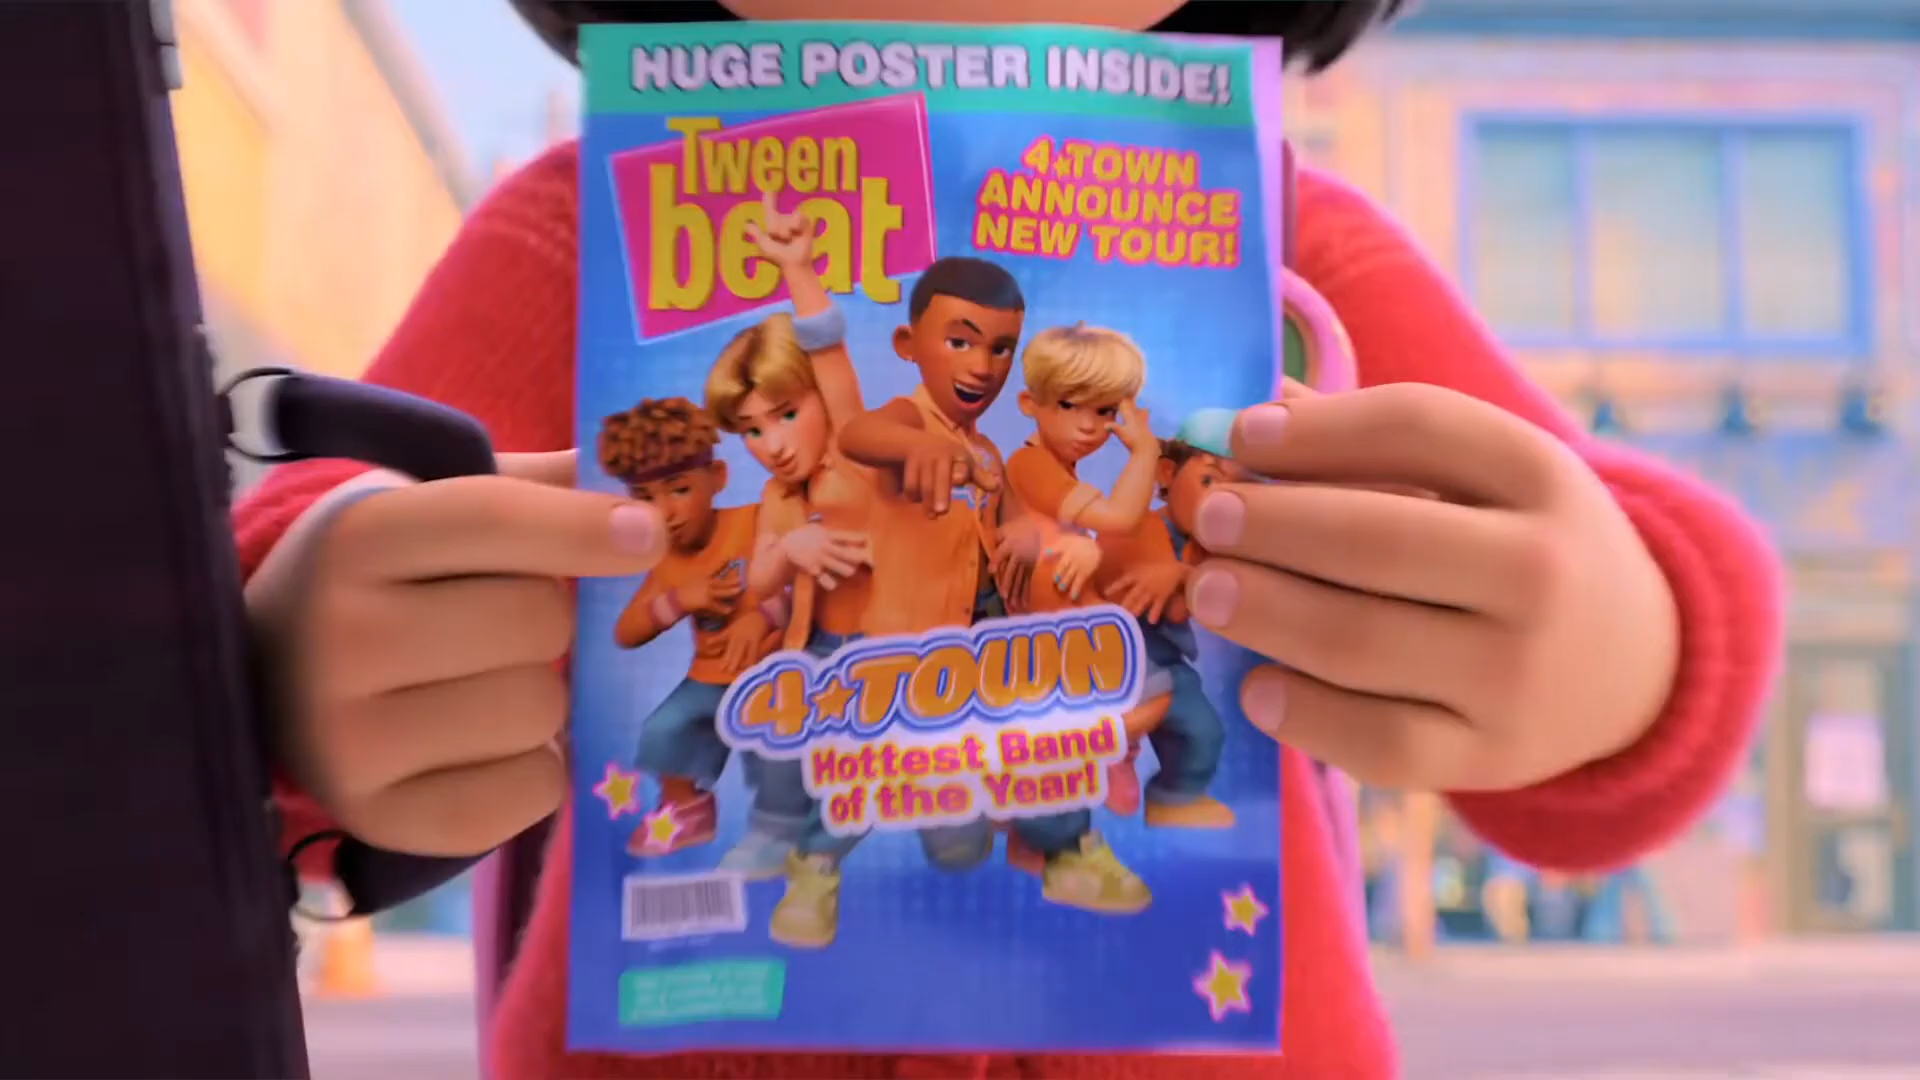 HUGE POSTER INSIDE!
Tween
beat
4★TOWN
ANNOUNCE
NEW TOUR!
4★TOWN
Hottest Band
of the Year!